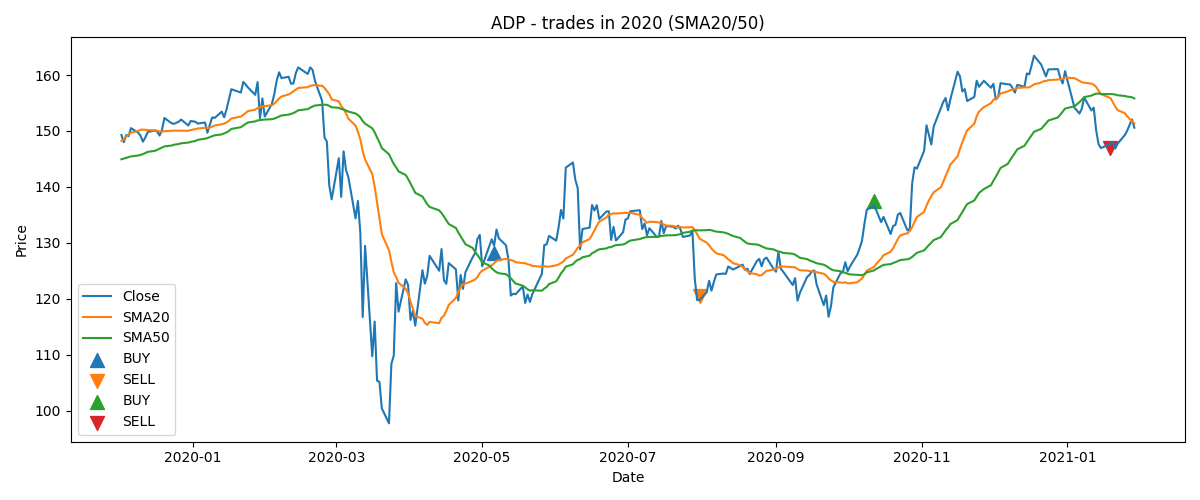 ADP - trades in 2020 (SMA20/50)
Price
160
150
140
130
120
110
100
Close
SMA20
SMA50
BUY
SELL
BUY
SELL
2020-01 2020-03 2020-05 2020-07 2020-09 2020-11 2021-01
Date